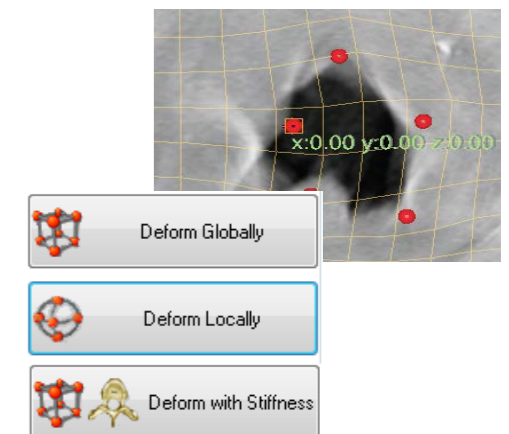 x:0.00 y:0.00 z:0.00
Deform Globally
Deform Locally
Deform with Stiffness